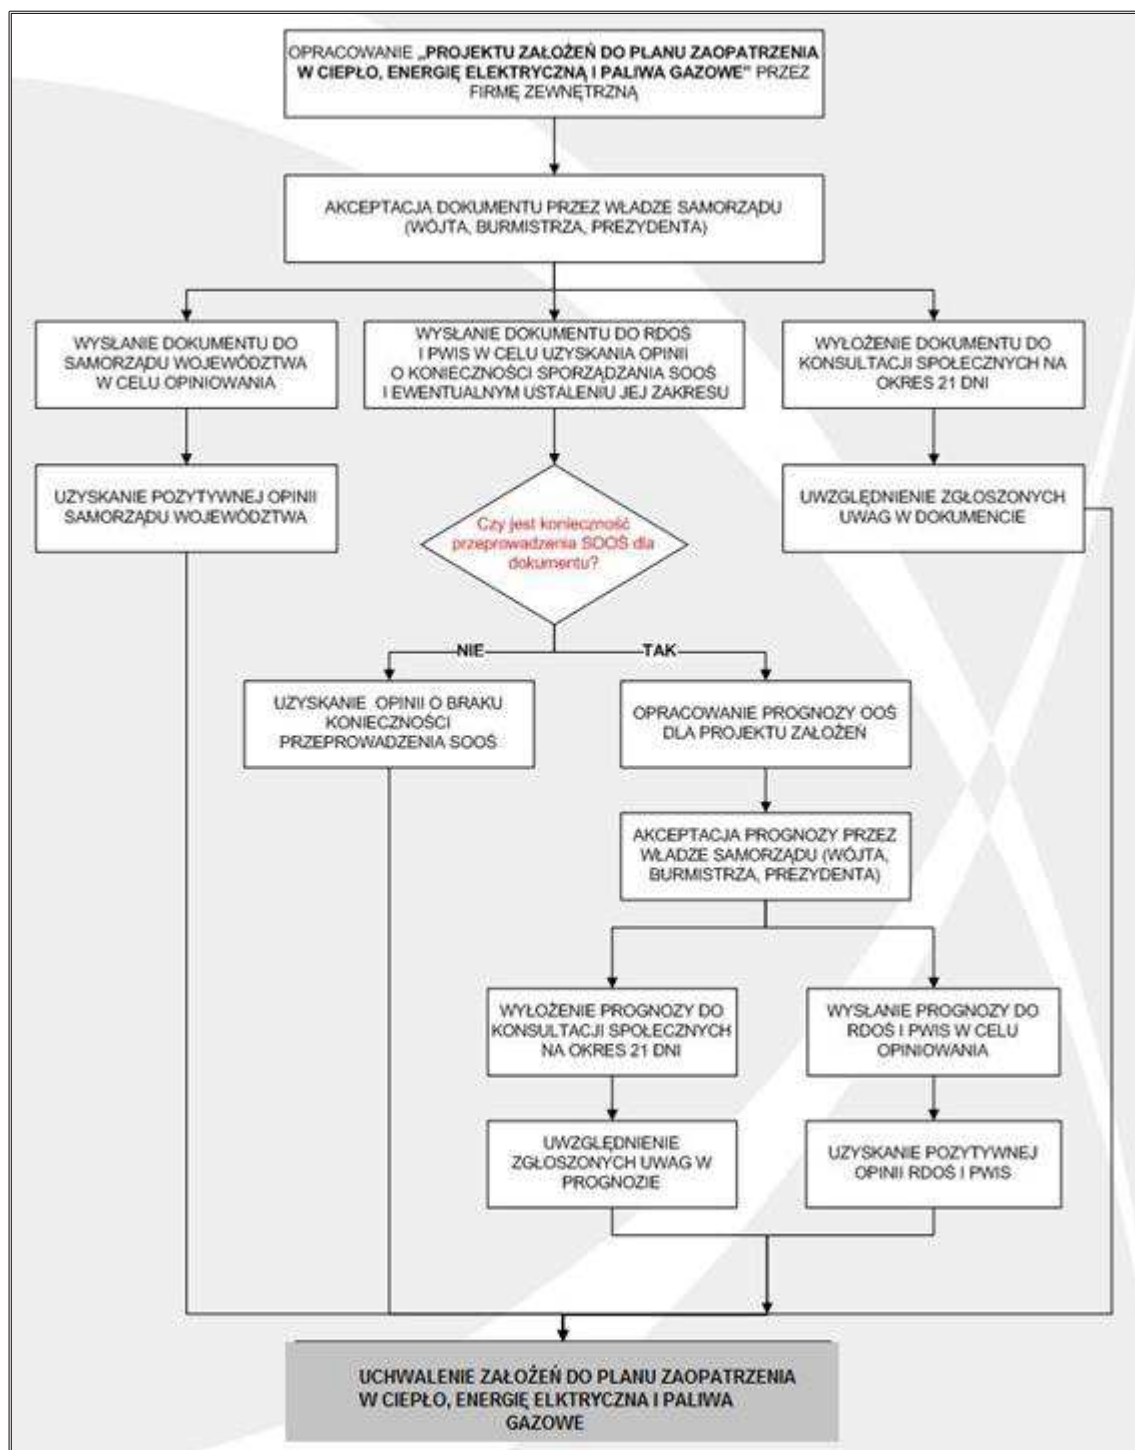 OPRACOWANIE „PROJEKTU ZAŁOŻEŃ DO PLANU ZAOPATRZENIA
W CIEPŁO, ENERGIĘ ELEKTRYCZNĄ I PALIWA GAZOWE" PRZEZ
FIRMĘ ZEWNĘTRZNĄ
AKCEPTACJA DOKUMENTU PRZEZ WŁADZE SAMORZĄDU
(WÓJTA, BURMISTRZA, PREZYDENTA)
WYSŁANIE DOKUMENTU DO
SAMORZĄDU WOJEWÓDZTWA
W CELU OPINIOWANIA
WYSŁANIE DOKUMENTU DO RDOŚ
I PWIS W CELU UZYSKANIA OPINII
O KONIECZNOŚCI SPORZĄDZANIA SOOŚ
I EWENTUALNYM USTALENIU JEJ ZAKRESU
WYŁOŻENIE DOKUMENTU DO
KONSULTACJI SPOŁECZNYCH NA
OKRES 21 DNI
UZYSKANIE POZYTYWNEJ OPINII
SAMORZĄDU WOJEWÓDZTWA
Czy jest konieczność
przeprowadzenia SOOŚ dla
dokumentu?
UWZGLĘDNIENIE ZGŁOSZONYCH
UWAG W DOKUMENCIE
NIE
TAK
UZYSKANIE OPINII O BRAKU
KONIECZNOŚCI
PRZEPROWADZENIA SOOŚ
OPRACOWANIE PROGNOZY OOŚ
DLA PROJEKTU ZAŁOŻEŃ
AKCEPTACJA PROGNOZY PRZEZ
WŁADZE SAMORZĄDU (WÓJTA,
BURMISTRZA, PREZYDENTA)
WYŁOŻENIE PROGNOZY DO
KONSULTACJI SPOŁECZNYCH
NA OKRES 21 DNI
WYSŁANIE PROGNOZY DO
RDOŚ I PWIS W CELU
OPINIOWANIA
UWZGLĘDNIENIE
ZGŁOSZONYCH UWAG W
PROGNOZIE
UZYSKANIE POZYTYWNEJ
OPINII RDOŚ I PWIS
UCHWALENIE ZAŁOŻEŃ DO PLANU ZAOPATRZENIA
W CIEPŁO, ENERGIĘ ELKTRYCZNA I PALIWA
GAZOWE